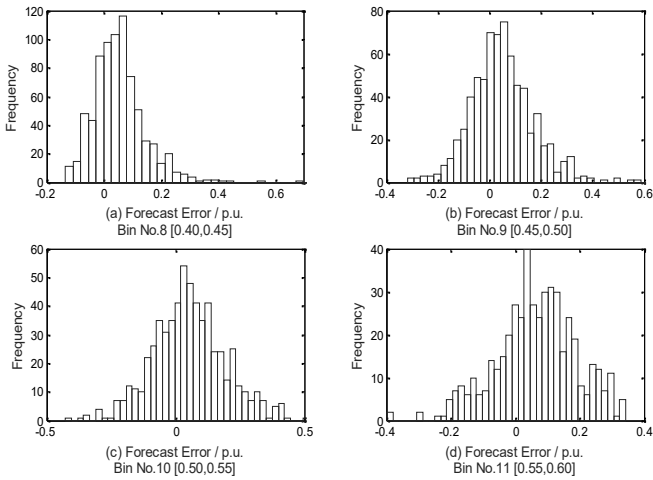 120
100
80
60
40
20
0
Frequency
-0.2 0 0.2 0.4 0.6
(a) Forecast Error / p.u.
Bin No.8 [0.40,0.45]
80
60
40
20
0
Frequency
-0.4 -0.2 0 0.2 0.4 0.6
(b) Forecast Error / p.u.
Bin No.9 [0.45,0.50]
60
50
40
30
20
10
0
Frequency
-0.5 0 0.5
(c) Forecast Error / p.u.
Bin No.10 [0.50,0.55]
40
30
20
10
0
Frequency
-0.4 -0.2 0 0.2 0.4
(d) Forecast Error / p.u.
Bin No.11 [0.55,0.60]